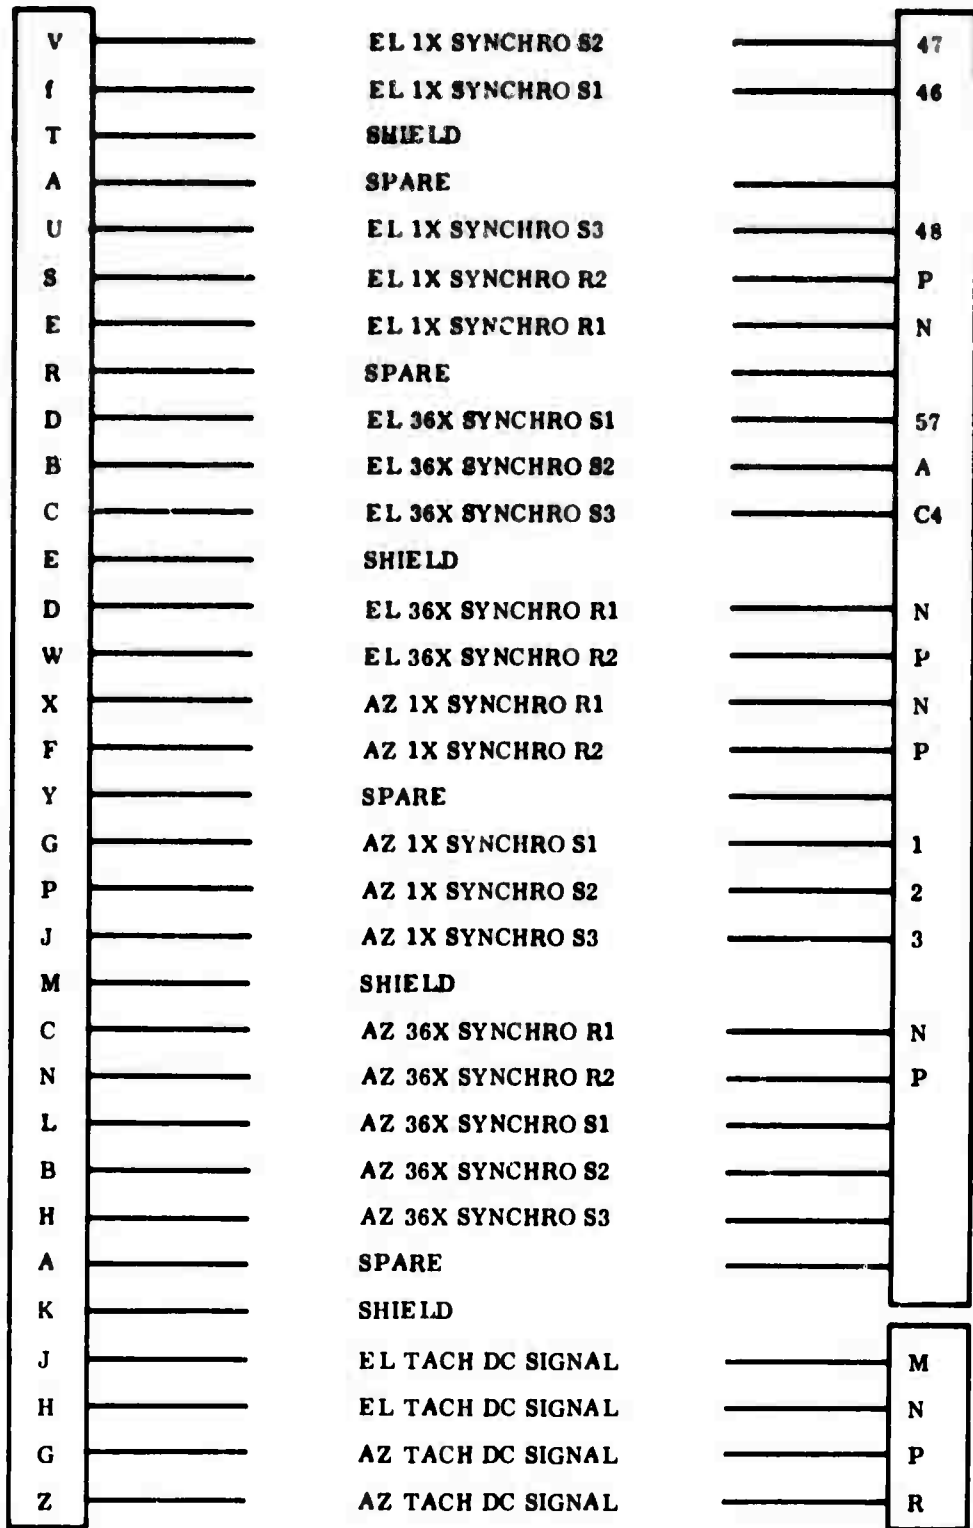 V EL 1X SYNCHRO S2 47
f EL 1X SYNCHRO S1 46
T SHIELD
A SPARE
U EL 1X SYNCHRO S3 48
S EL 1X SYNCHRO R2 P
E EL 1X SYNCHRO R1 N
R SPARE
D EL 36X SYNCHRO S1 57
B EL 36X SYNCHRO S2 A
C EL 36X SYNCHRO S3 C4
E SHIELD
D EL 36X SYNCHRO R1 N
W EL 36X SYNCHRO R2 P
X AZ 1X SYNCHRO R1 N
F AZ 1X SYNCHRO R2 P
Y SPARE
G AZ 1X SYNCHRO S1 1
P AZ 1X SYNCHRO S2 2
J AZ 1X SYNCHRO S3 3
M SHIELD
C AZ 36X SYNCHRO R1 N
N AZ 36X SYNCHRO R2 P
L AZ 36X SYNCHRO S1
B AZ 36X SYNCHRO S2
H AZ 36X SYNCHRO S3
A SPARE
K SHIELD
J EL TACH DC SIGNAL M
H EL TACH DC SIGNAL N
G AZ TACH DC SIGNAL P
Z AZ TACH DC SIGNAL R